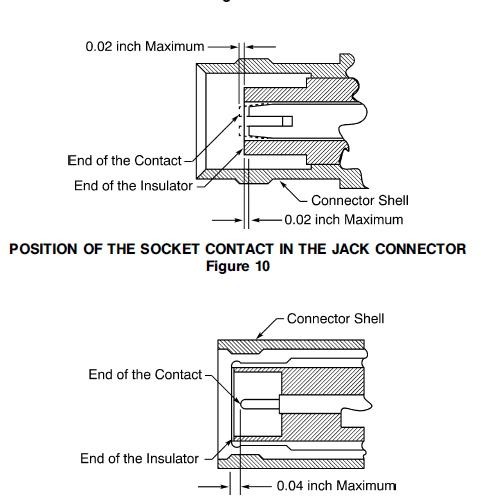 0.02 inch Maximum
End of the Contact
End of the Insulator
Connector Shell
0.02 inch Maximum
POSITION OF THE SOCKET CONTACT IN THE JACK CONNECTOR
Figure 10
Connector Shell
End of the Contact
End of the Insulator
0.04 inch Maximum